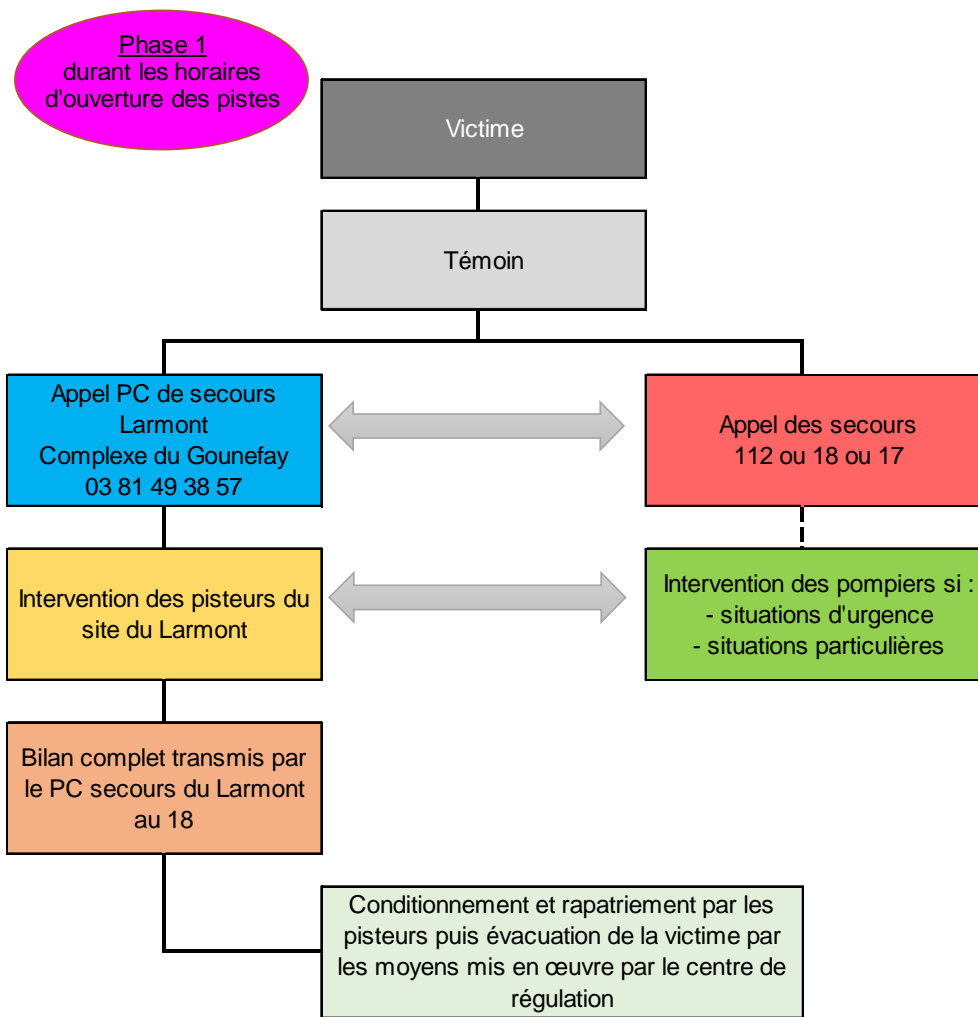 Phase 1
durant les horaires
d'ouverture des pistes
Victime
Témoin
Appel PC de secours
Larmont
Complexe du Gounefay
03 81 49 38 57
Appel des secours
112 ou 18 ou 17
Intervention des pisteurs du
site du Larmont
Intervention des pompiers si :
- situations d'urgence
- situations particulières
Bilan complet transmis par
le PC secours du Larmont
au 18
Conditionnement et rapatriement par les
pisteurs puis évacuation de la victime par
les moyens mis en œuvre par le centre de
régulation